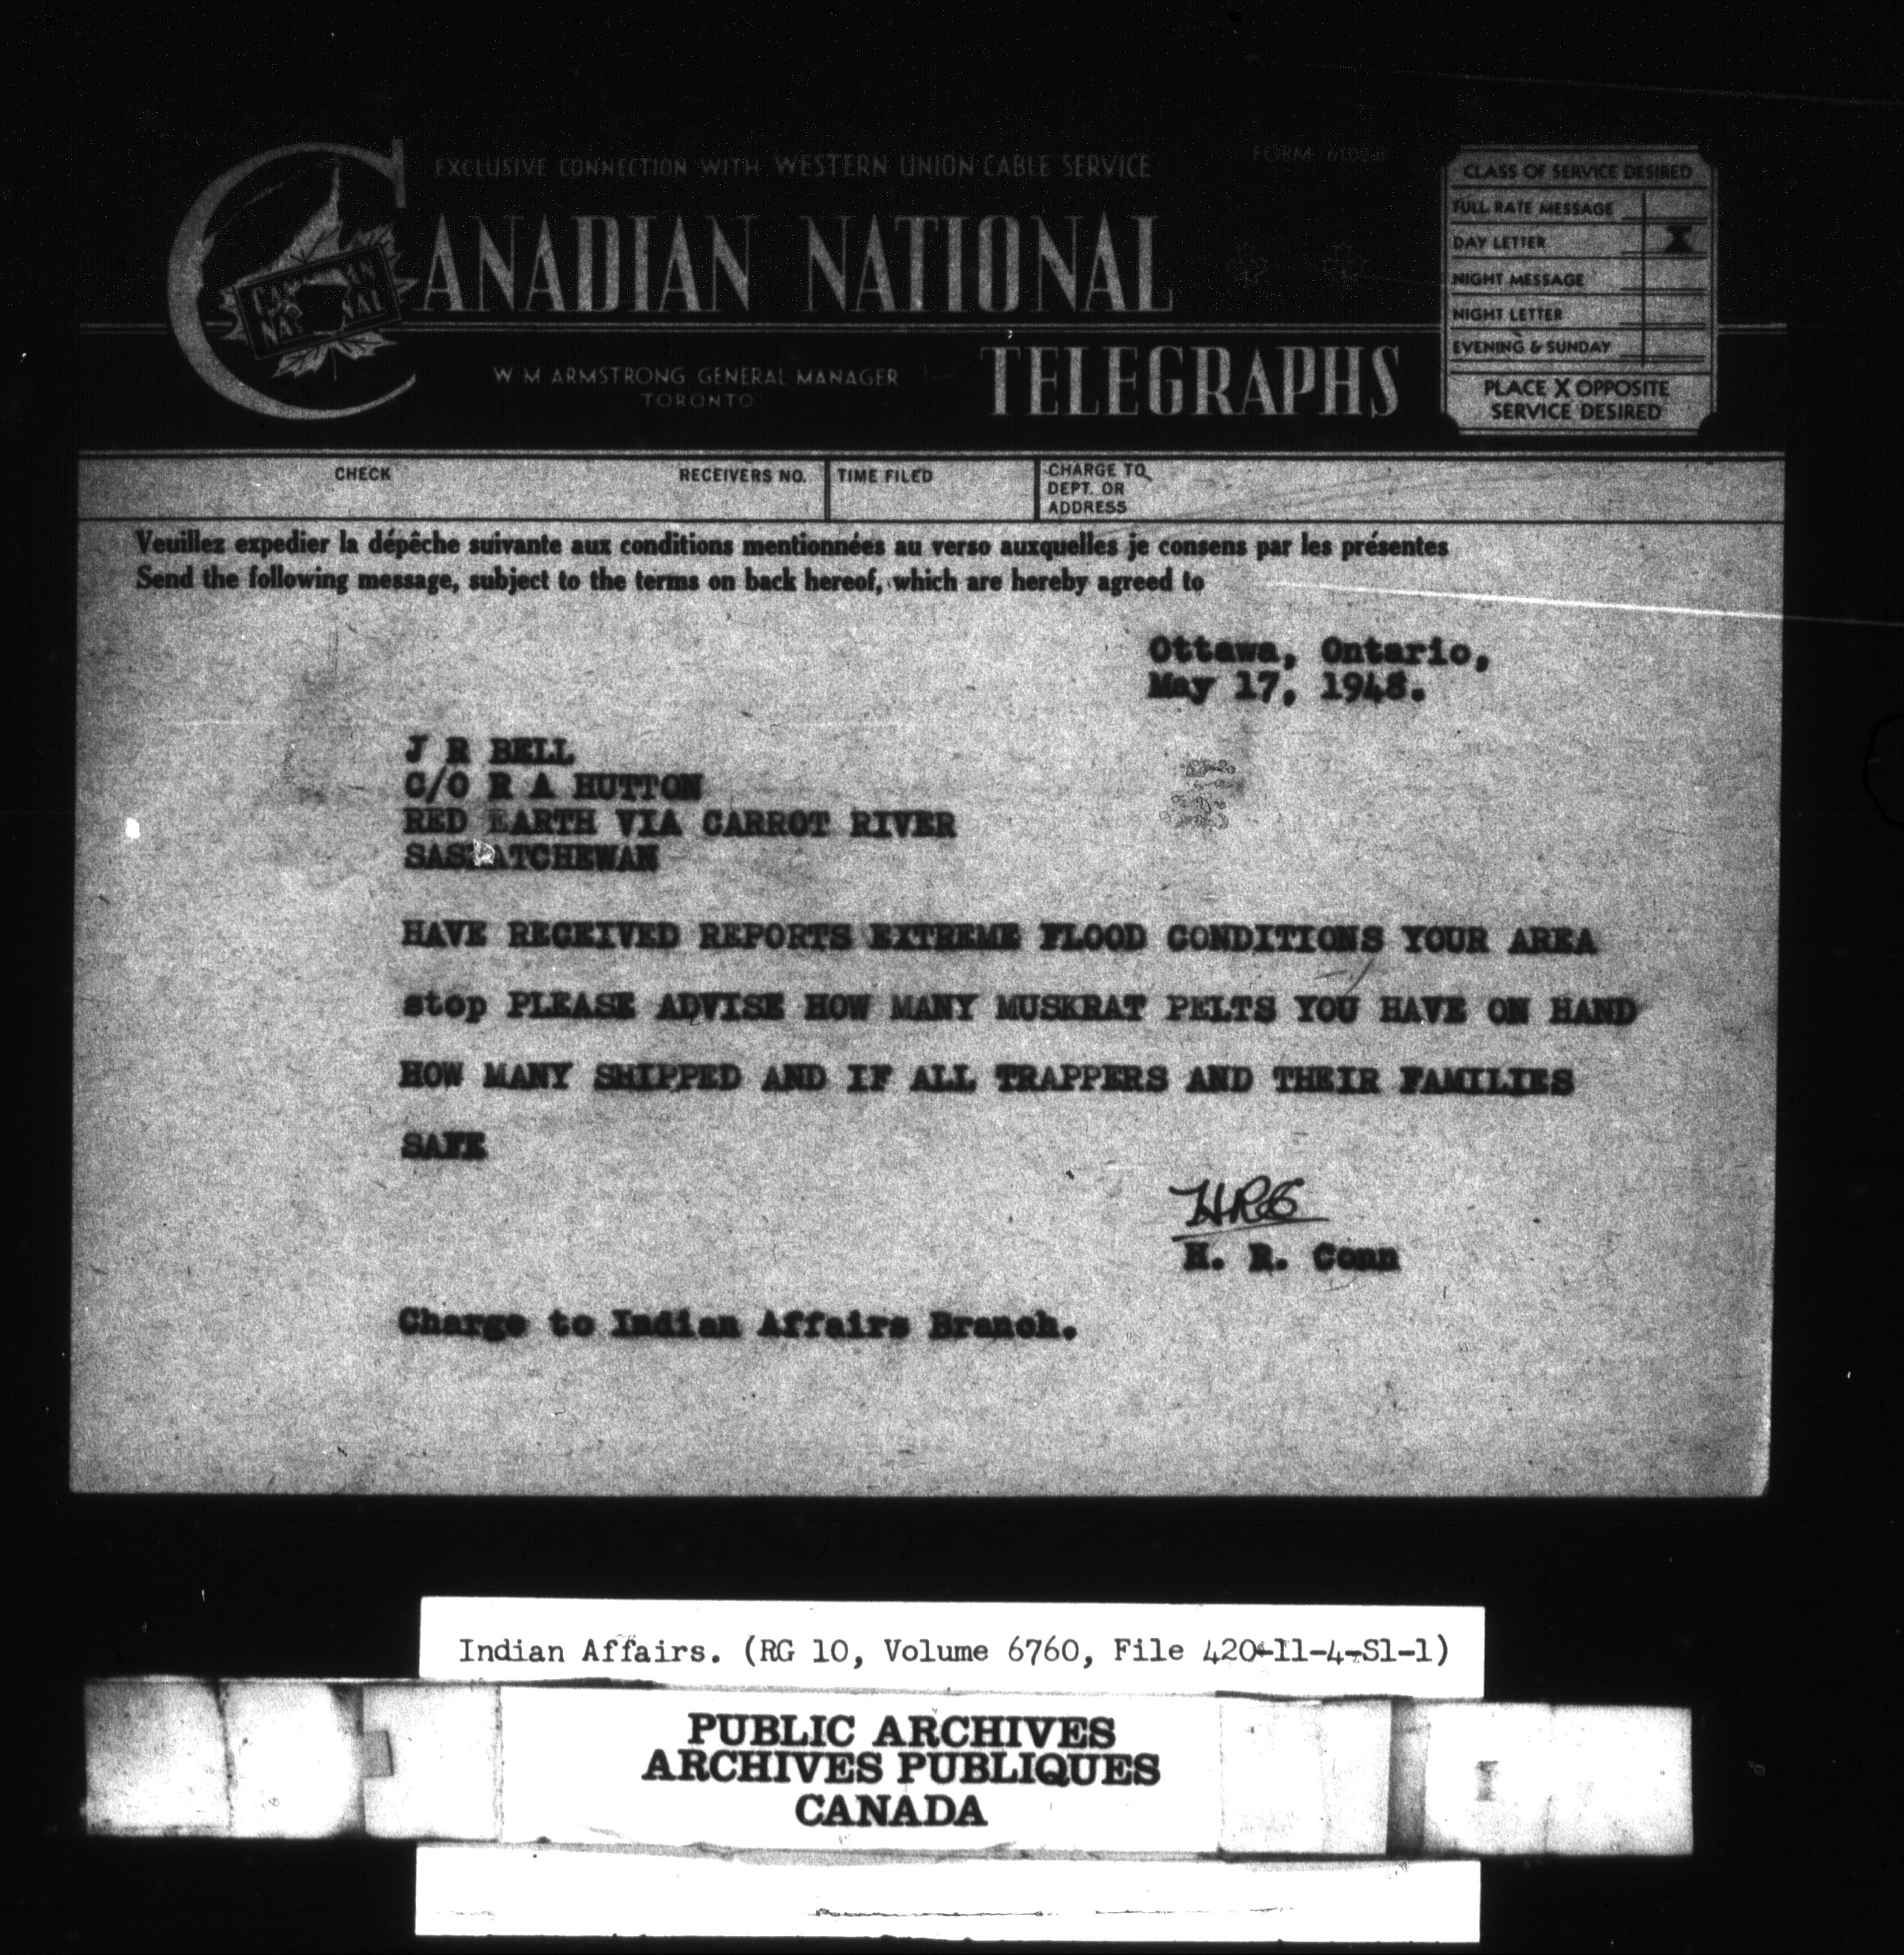 EXCLUSIVE CONNECTION WITH WESTERN UNION CABLE SERVICE
CANADIAN NATIONAL
TELEGRAPHS
W M ARMSTRONG GENERAL MANAGER
TORONTO
CLASS OF SERVICE DESIRED
FULL RATE MESSAGE
DAY LETTER X
NIGHT MESSAGE
NIGHT LETTER
EVENING & SUNDAY
PLACE X OPPOSITE
SERVICE DESIRED
CHECK
RECEIVERS NO.
TIME FILED
CHARGE TO
DEPT. OR
ADDRESS
Veuillez expedier la dépêche suivante aux conditions mentionnées au verso auxquelles je consens par les présentes
Send the following message, subject to the terms on back hereof, which are hereby agreed to
Ottawa, Ontario,
May 17, 1948.
J R BELL
C/O R A HUTTON
RED EARTH VIA CARROT RIVER
SASKATCHEWAN
HAVE RECEIVED REPORTS EXTREME FLOOD CONDITIONS YOUR AREA
stop PLEASE ADVISE HOW MANY MUSKRAT PELTS YOU HAVE ON HAND
HOW MANY SHIPPED AND IF ALL TRAPPERS AND THEIR FAMILIES
SAFE
HRC
H. R. Conn
Charge to Indian Affairs Branch.
Indian Affairs. (RG 10, Volume 6760, File 420-11-4-S1-1)
PUBLIC ARCHIVES
ARCHIVES PUBLIQUES
CANADA